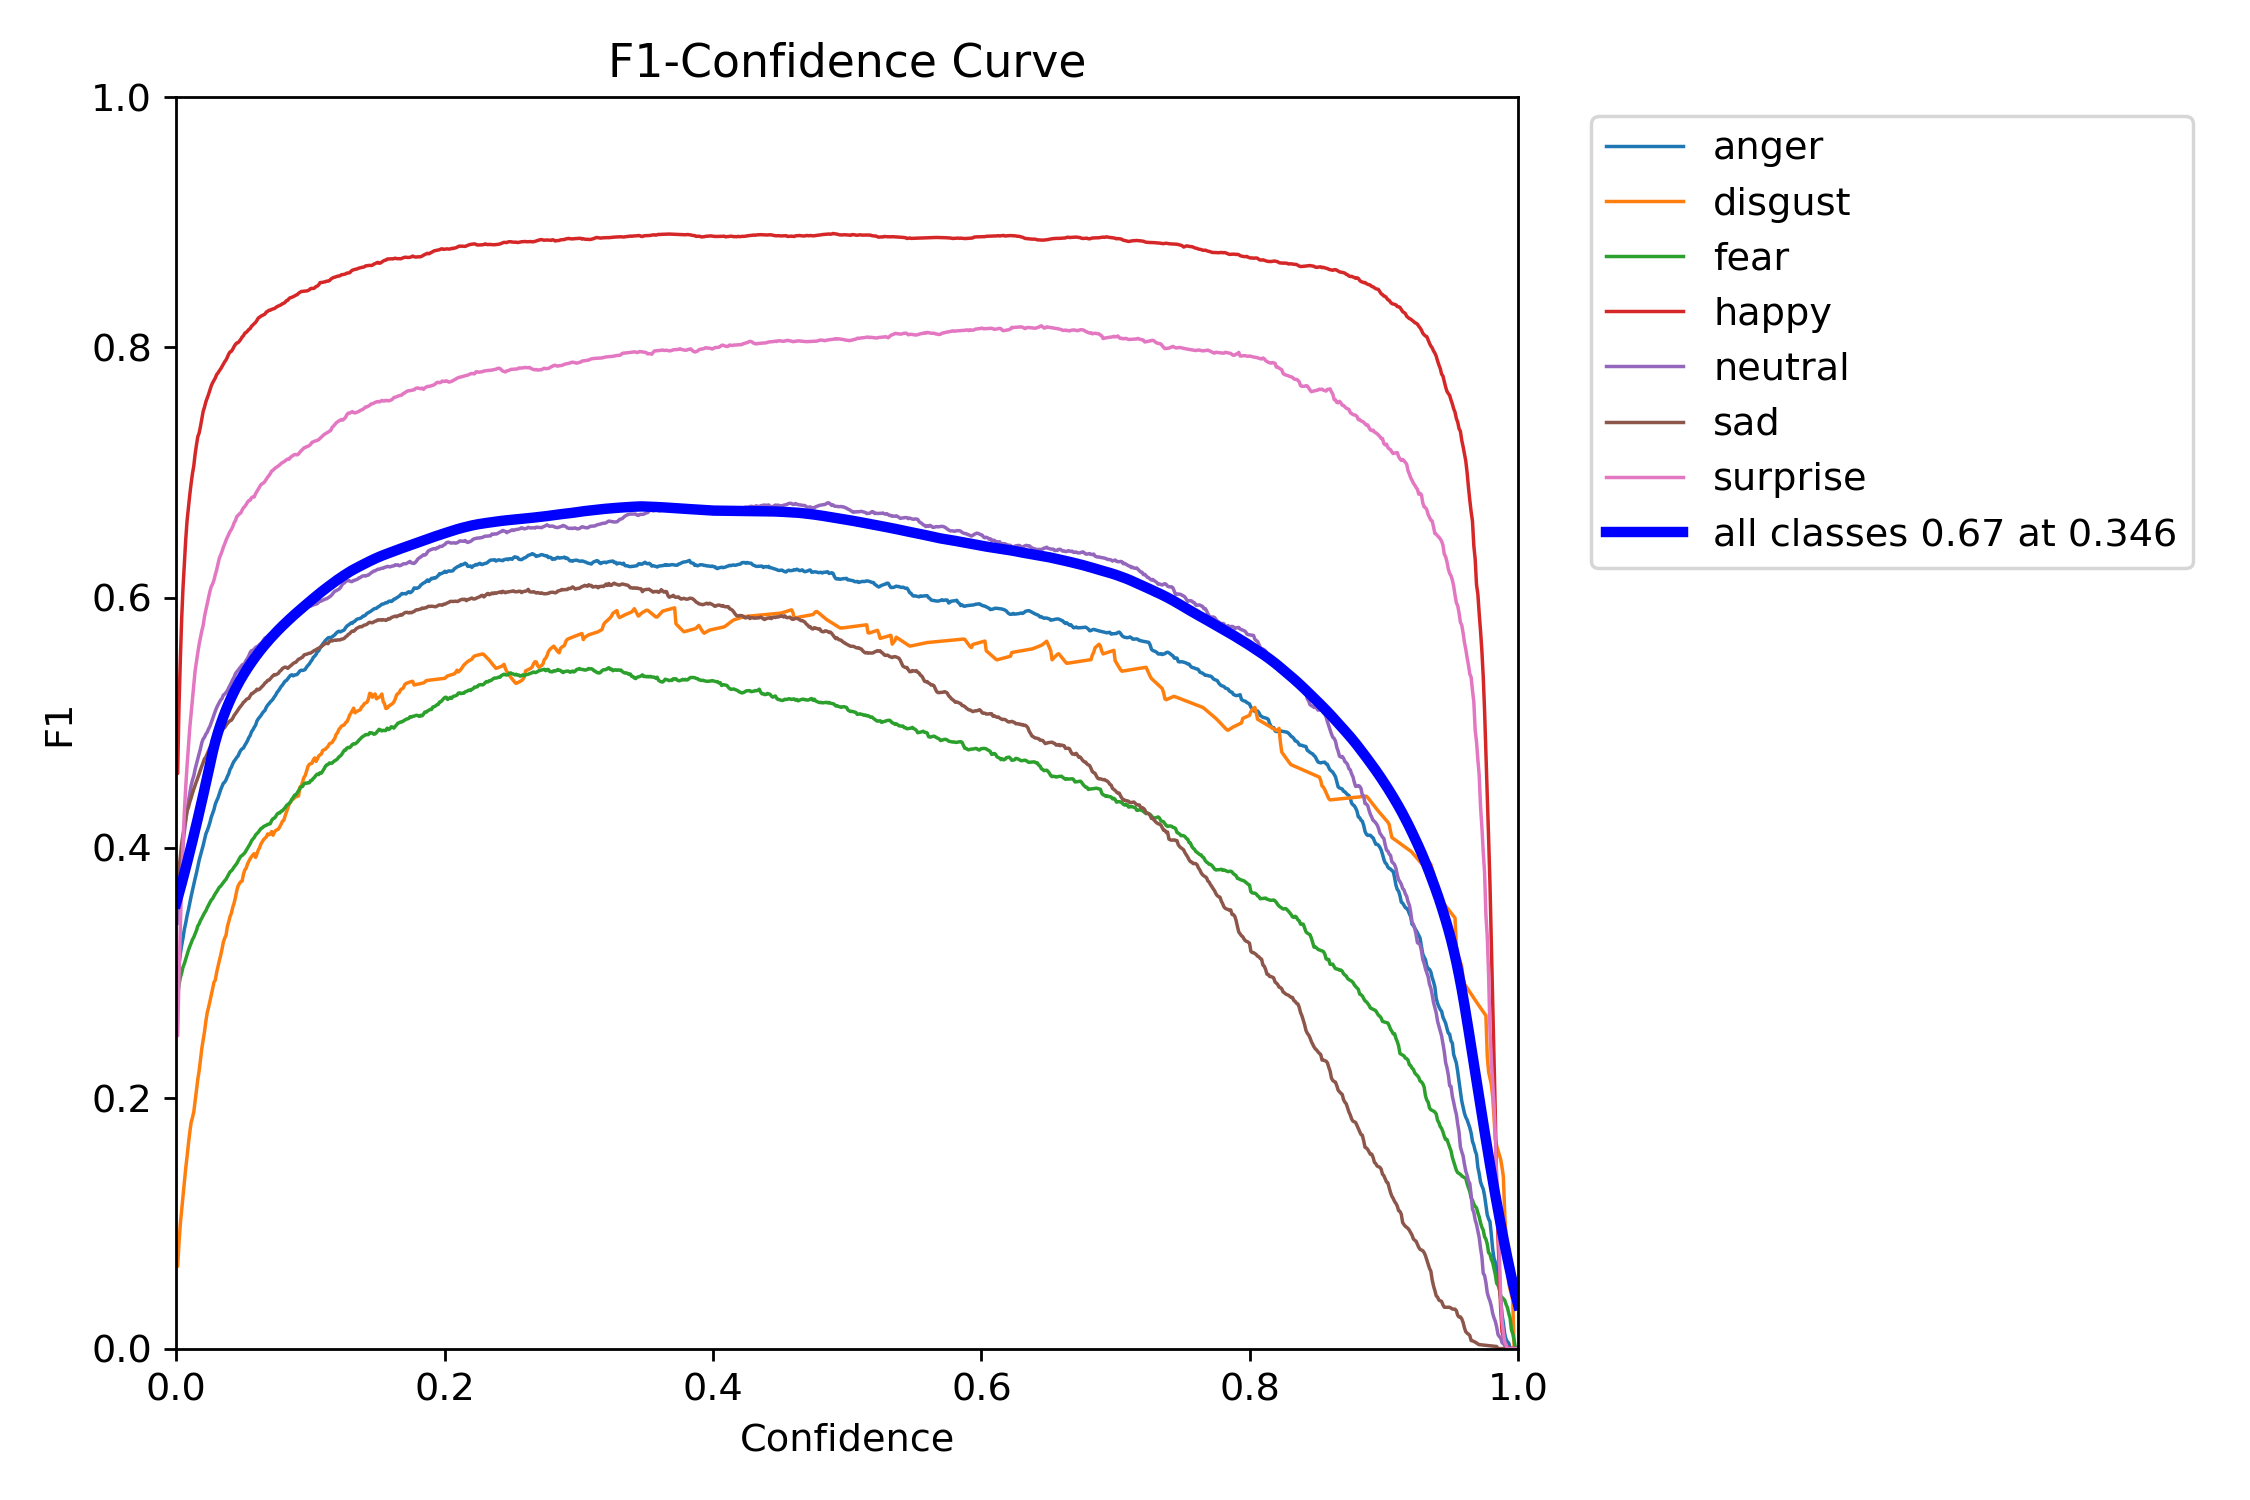 F1-Confidence Curve
1.0
0.8
0.6
0.4
0.2
0.0
F1
0.0 0.2 0.4 0.6 0.8 1.0
Confidence
anger
disgust
fear
happy
neutral
sad
surprise
all classes 0.67 at 0.346